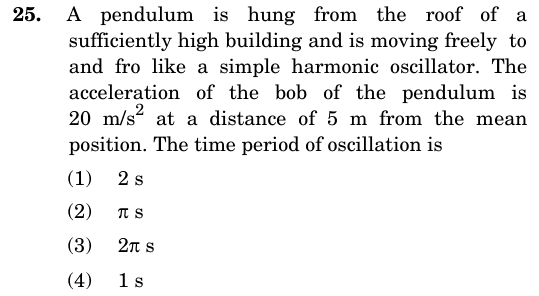 25. A pendulum is hung from the roof of a
sufficiently high building and is moving freely to
and fro like a simple harmonic oscillator. The
acceleration of the bob of the pendulum is
20 m/s² at a distance of 5 m from the mean
position. The time period of oscillation is
(1) 2 s
(2) π s
(3) 2π s
(4) 1 s